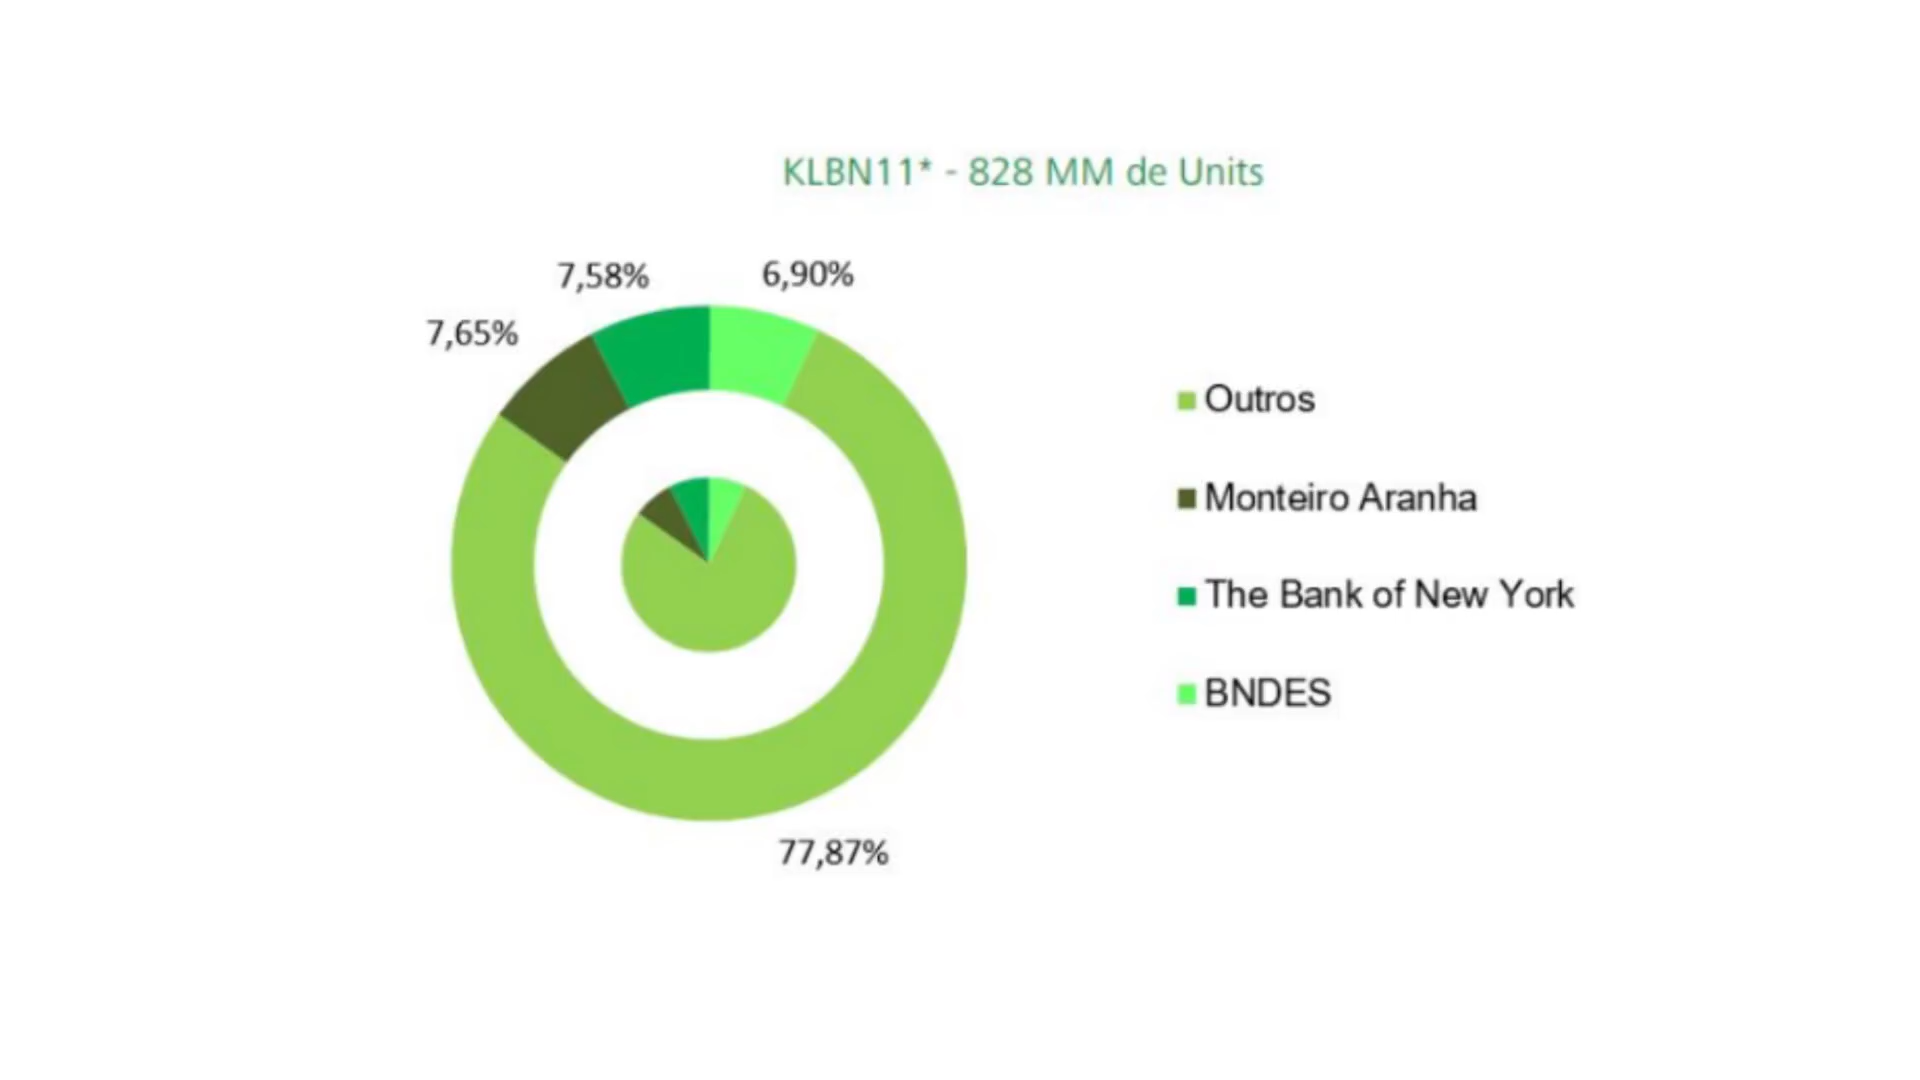 KLBN11* - 828 MM de Units
7,58%
6,90%
7,65%
Outros
Monteiro Aranha
The Bank of New York
BNDES
77,87%